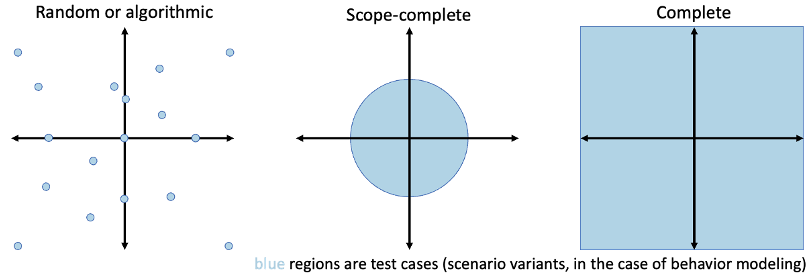 Random or algorithmic
Scope-complete
Complete
blue regions are test cases (scenario variants, in the case of behavior modeling)